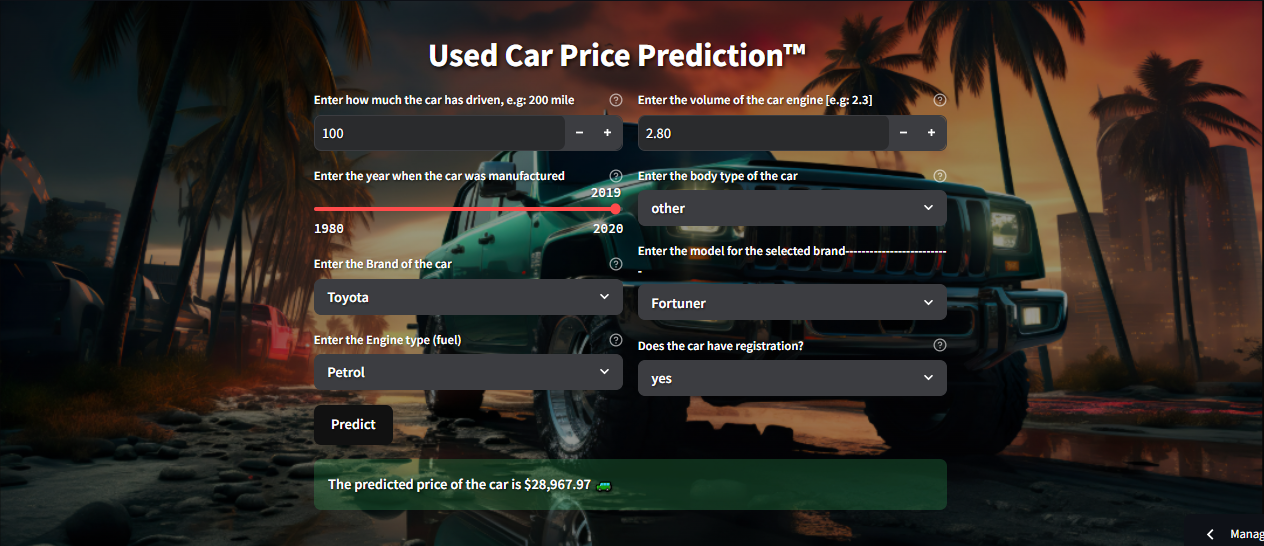 Used Car Price Prediction™
Enter how much the car has driven, e.g: 200 mile
100
Enter the volume of the car engine [e.g: 2.3]
2.80
Enter the year when the car was manufactured
2019
1980 2020
Enter the body type of the car
other
Enter the Brand of the car
Toyota
Enter the model for the selected brand------------------------
-
Fortuner
Enter the Engine type (fuel)
Petrol
Does the car have registration?
yes
Predict
The predicted price of the car is $28,967.97
Manag